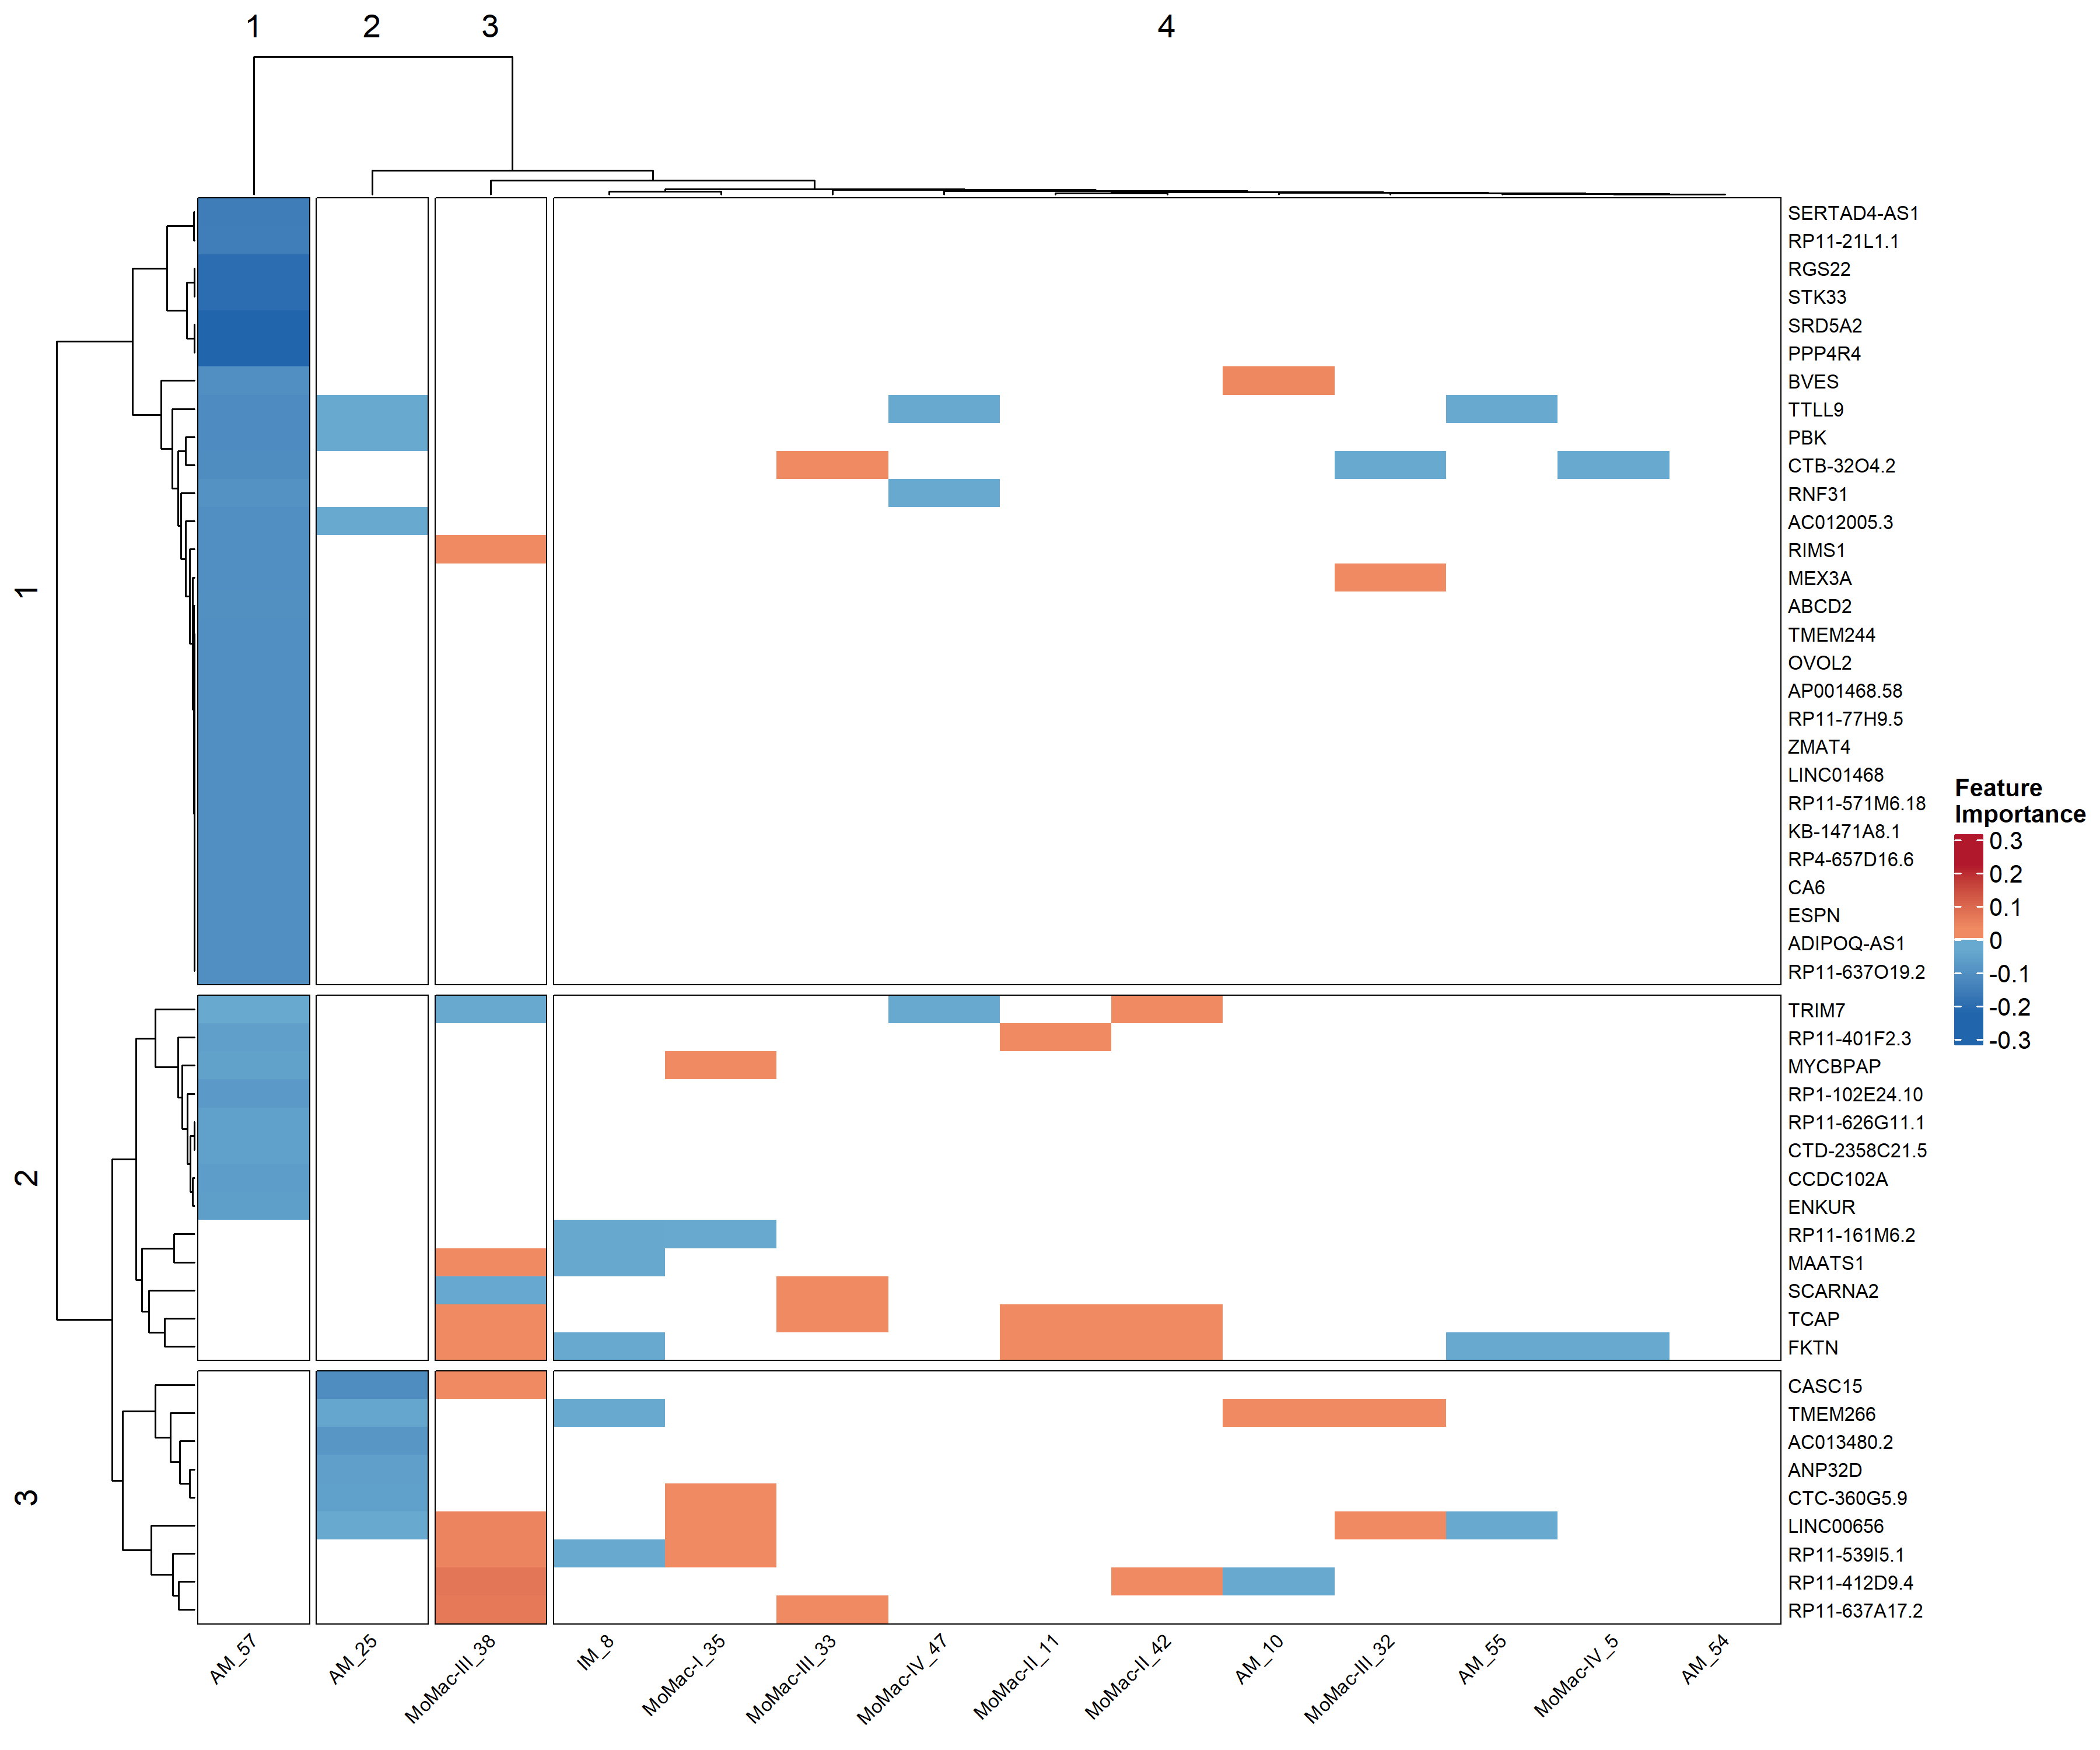 1 2 3 4
SERTAD4-AS1
RP11-21L1.1
RGS22
STK33
SRD5A2
PPP4R4
BVES
TTLL9
PBK
CTB-32O4.2
RNF31
AC012005.3
RIMS1
MEX3A
ABCD2
TMEM244
OVOL2
AP001468.58
RP11-77H9.5
ZMAT4
LINC01468
RP11-571M6.18
KB-1471A8.1
RP4-657D16.6
CA6
ESPN
ADIPOQ-AS1
RP11-637O19.2
1
TRIM7
RP11-401F2.3
MYCBPAP
RP1-102E24.10
RP11-626G11.1
CTD-2358C21.5
CCDC102A
ENKUR
RP11-161M6.2
MAATS1
SCARNA2
TCAP
FKTN
2
CASC15
TMEM266
AC013480.2
ANP32D
CTC-360G5.9
LINC00656
RP11-539I5.1
RP11-412D9.4
RP11-637A17.2
3
AM_57
AM_25
MoMac-III_38
IM_8
MoMac-I_35
MoMac-III_33
MoMac-IV_47
MoMac-II_11
MoMac-II_42
AM_10
MoMac-III_32
AM_55
MoMac-IV_5
AM_54
Feature
Importance
0.3
0.2
0.1
0
-0.1
-0.2
-0.3